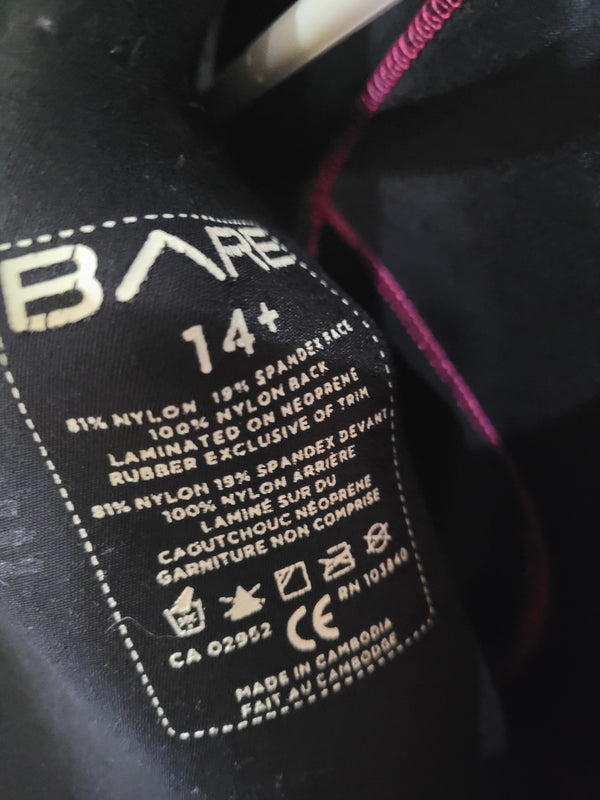 BARE
14+
81% NYLON 19% SPANDEX FACE
100% NYLON BACK
LAMINATED ON NEOPRENE
RUBBER EXCLUSIVE OF TRIM
81% NYLON 19% SPANDEX DEVANT
100% NYLON ARRIÈRE
LAMINÉ SUR DU
CAOUTCHOUC NÉOPRÈNE
GARNITURE NON COMPRISE
CA 02952 CE RN 103840
MADE IN CAMBODIA
FAIT AU CAMBODGE